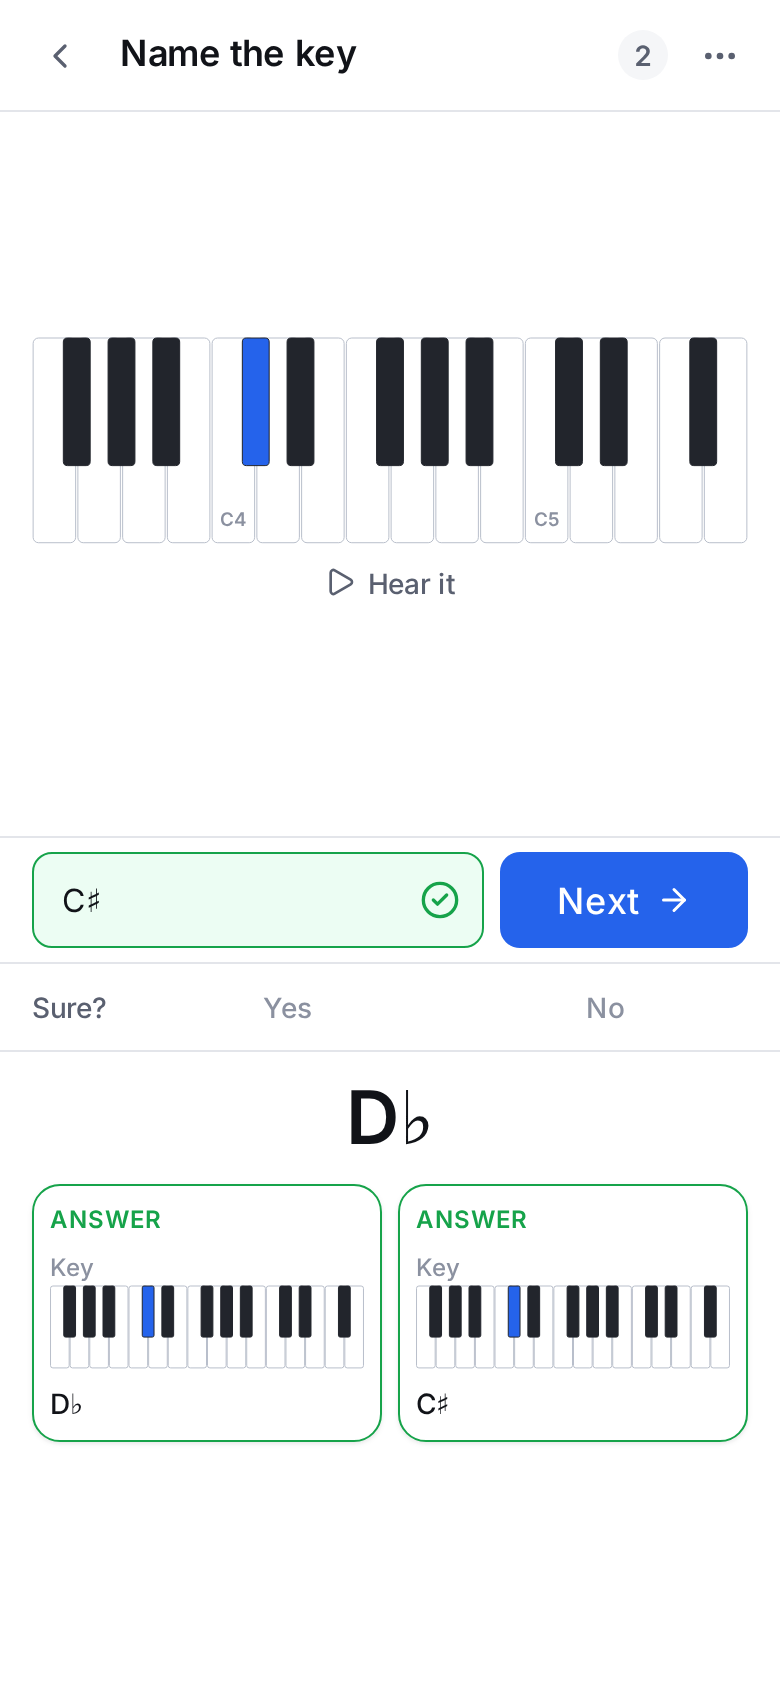 Name the key
2
C4
C5
Hear it
C♯
Next
Sure?
Yes
No
D♭
ANSWER
Key
D♭
ANSWER
Key
C♯